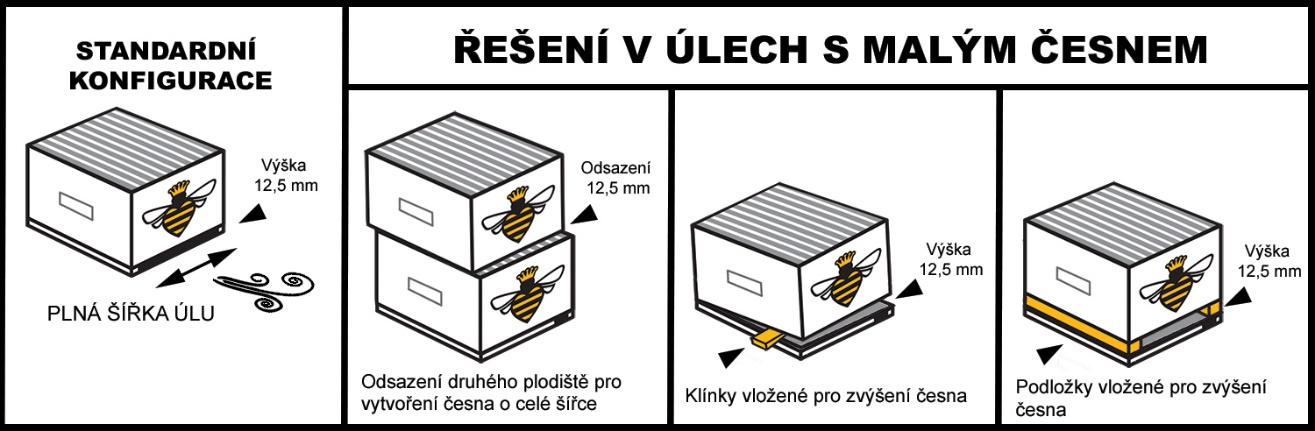 STANDARDNÍ
KONFIGURACE
Výška
12,5 mm
PLNÁ ŠÍŘKA ÚLU
ŘEŠENÍ V ÚLECH S MALÝM ČESNEM
Odsazení
12,5 mm
Odsazení druhého plodiště pro
vytvoření česna o celé šířce
Výška
12,5 mm
Klínky vložené pro zvýšení česna
Výška
12,5 mm
Podložky vložené pro zvýšení
česna